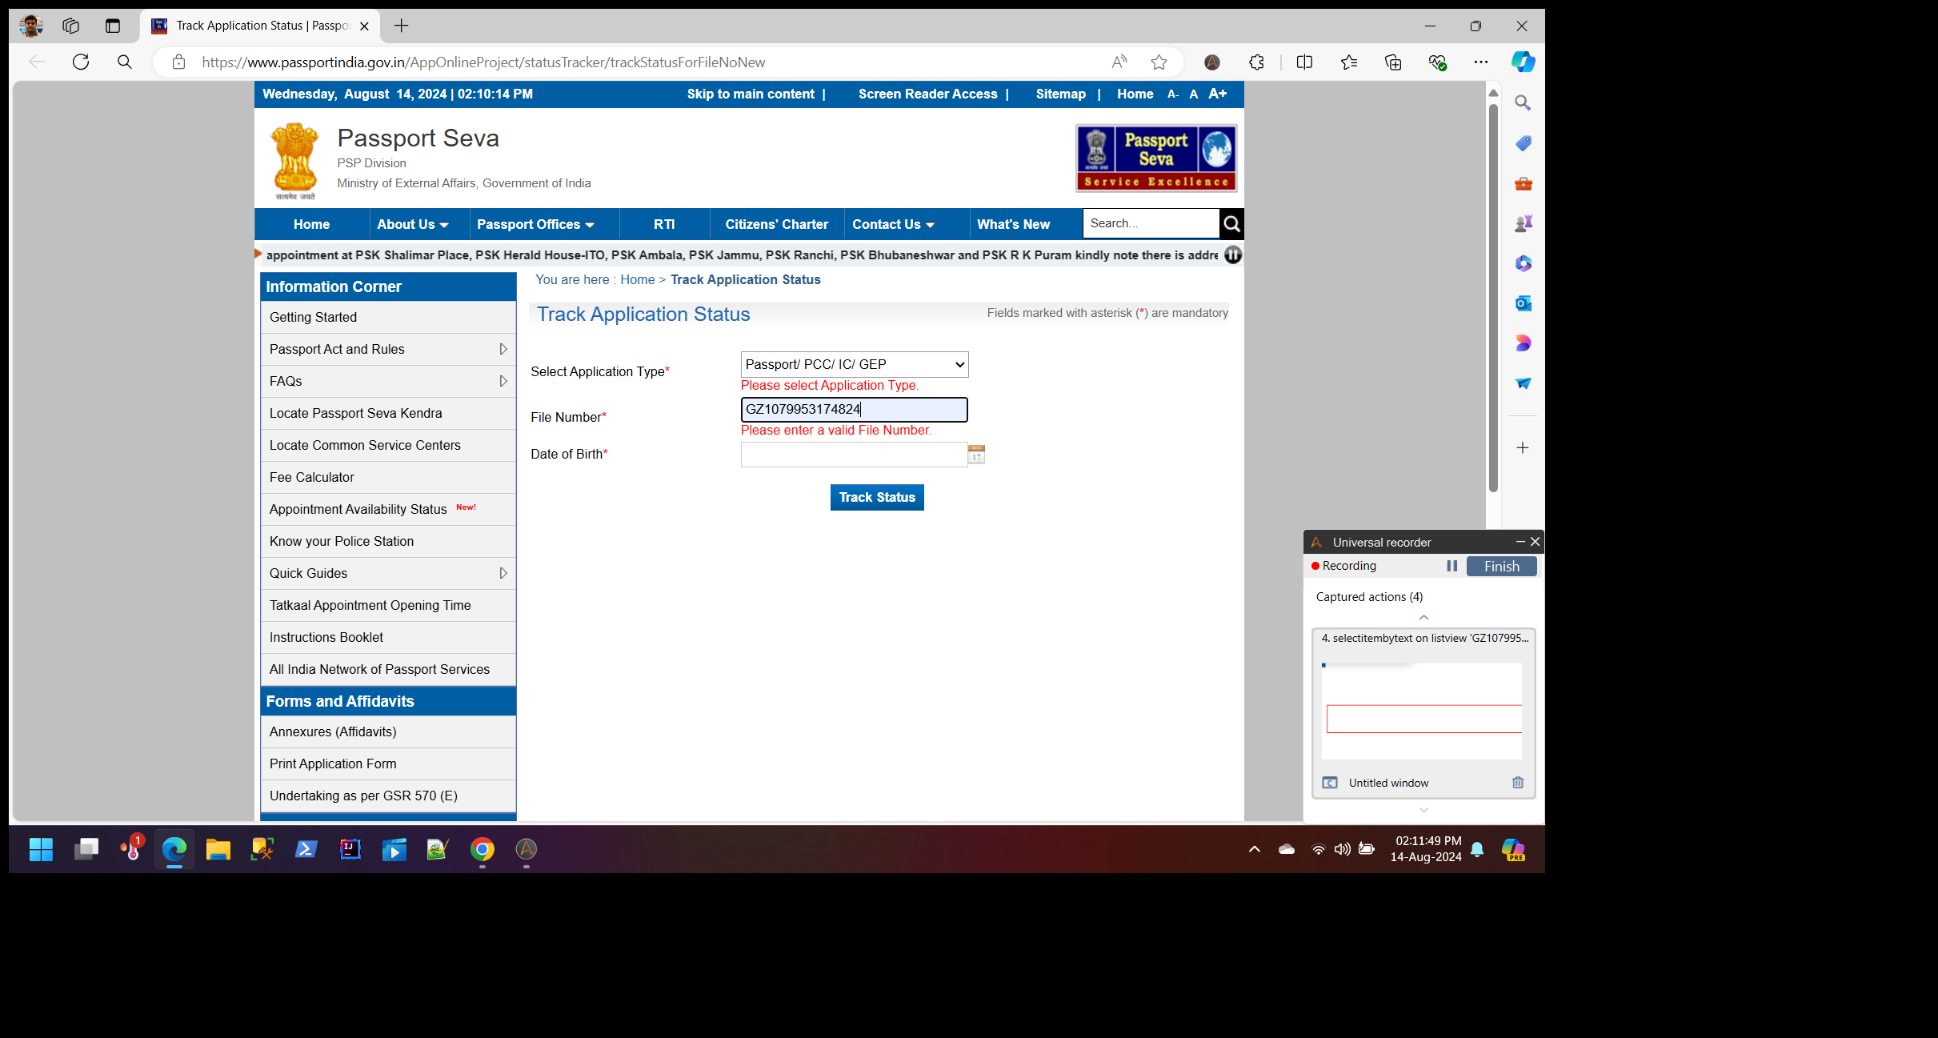 Track Application Status | Passpo
https://www.passportindia.gov.in/AppOnlineProject/statusTracker/trackStatusForFileNoNew
Wednesday, August 14, 2024 | 02:10:14 PM
Skip to main content |
Screen Reader Access |
Sitemap |
Home
A- A A+
Passport Seva
PSP Division
Ministry of External Affairs, Government of India
सत्यमेव जयते
Passport
Seva
Service Excellence
Home
About Us
Passport Offices
RTI
Citizens' Charter
Contact Us
What's New
Search...
appointment at PSK Shalimar Place, PSK Herald House-ITO, PSK Ambala, PSK Jammu, PSK Ranchi, PSK Bhubaneshwar and PSK R K Puram kindly note there is addre
Information Corner
Getting Started
Passport Act and Rules
FAQs
Locate Passport Seva Kendra
Locate Common Service Centers
Fee Calculator
Appointment Availability Status New!
Know your Police Station
Quick Guides
Tatkaal Appointment Opening Time
Instructions Booklet
All India Network of Passport Services
Forms and Affidavits
Annexures (Affidavits)
Print Application Form
Undertaking as per GSR 570 (E)
You are here : Home > Track Application Status
Track Application Status
Fields marked with asterisk (*) are mandatory
Select Application Type*
Passport/ PCC/ IC/ GEP
Please select Application Type.
File Number*
GZ1079953174824
Please enter a valid File Number.
Date of Birth*
17
Track Status
Universal recorder
Recording
Finish
Captured actions (4)
4. selectitembytext on listview 'GZ107995...
Untitled window
1
02:11:49 PM
14-Aug-2024
PRE